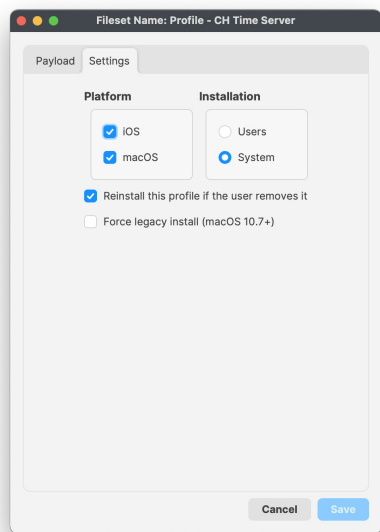 Fileset Name: Profile - CH Time Server
Payload Settings
Platform Installation
iOS Users
macOS System
Reinstall this profile if the user removes it
Force legacy install (macOS 10.7+)
Cancel Save